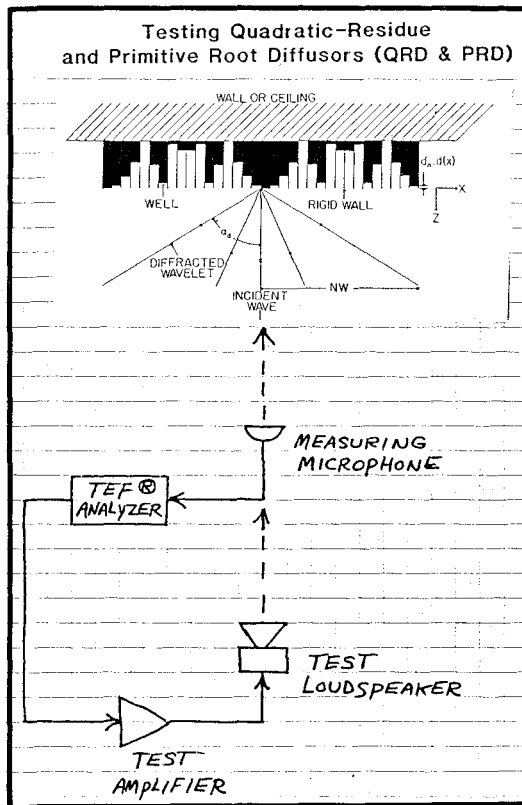 Testing Quadratic-Residue
and Primitive Root Diffusors (QRD & PRD)
WALL OR CEILING
dₙ, d(x)
X
Z
WELL
RIGID WALL
αd
DIFFRACTED
WAVELET
INCIDENT
WAVE
NW
MEASURING
MICROPHONE
TEF ®
ANALYZER
TEST
LOUDSPEAKER
TEST
AMPLIFIER